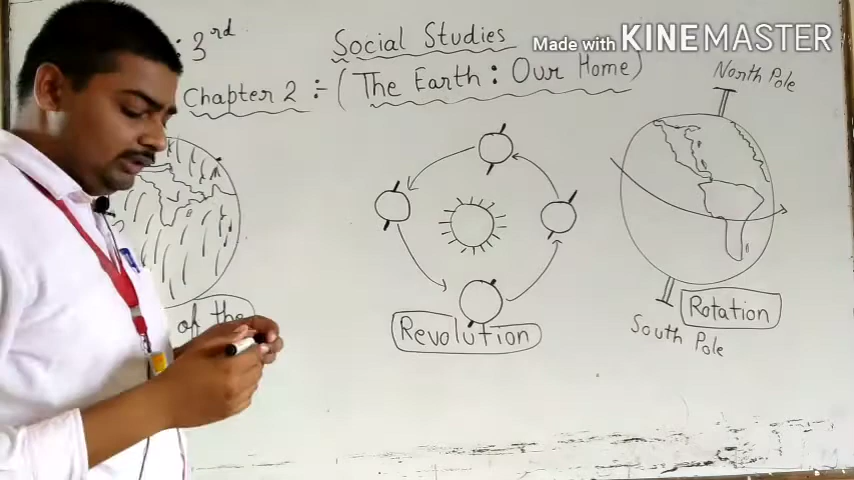 : 3rd
Social Studies
Made with KINEMASTER
Chapter 2 :- (The Earth : Our Home)
North Pole
of the
Revolution
Rotation
South Pole